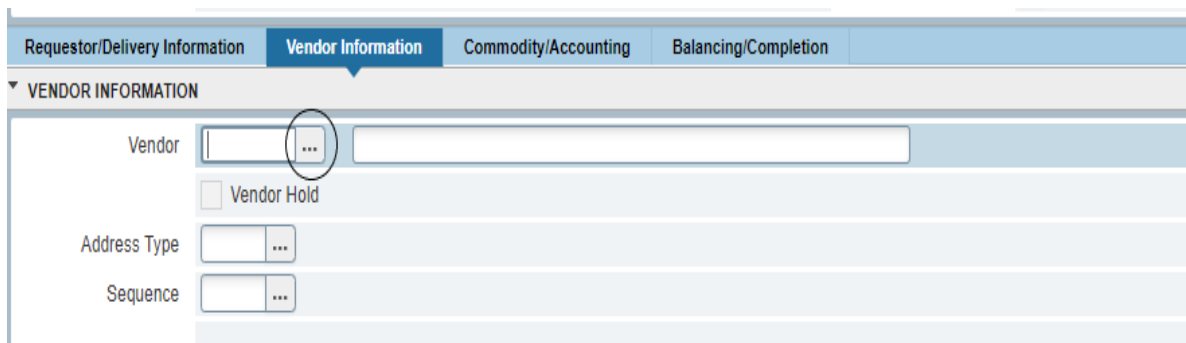 Requestor/Delivery Information Vendor Information Commodity/Accounting Balancing/Completion
VENDOR INFORMATION
Vendor ...
Vendor Hold
Address Type ...
Sequence ...